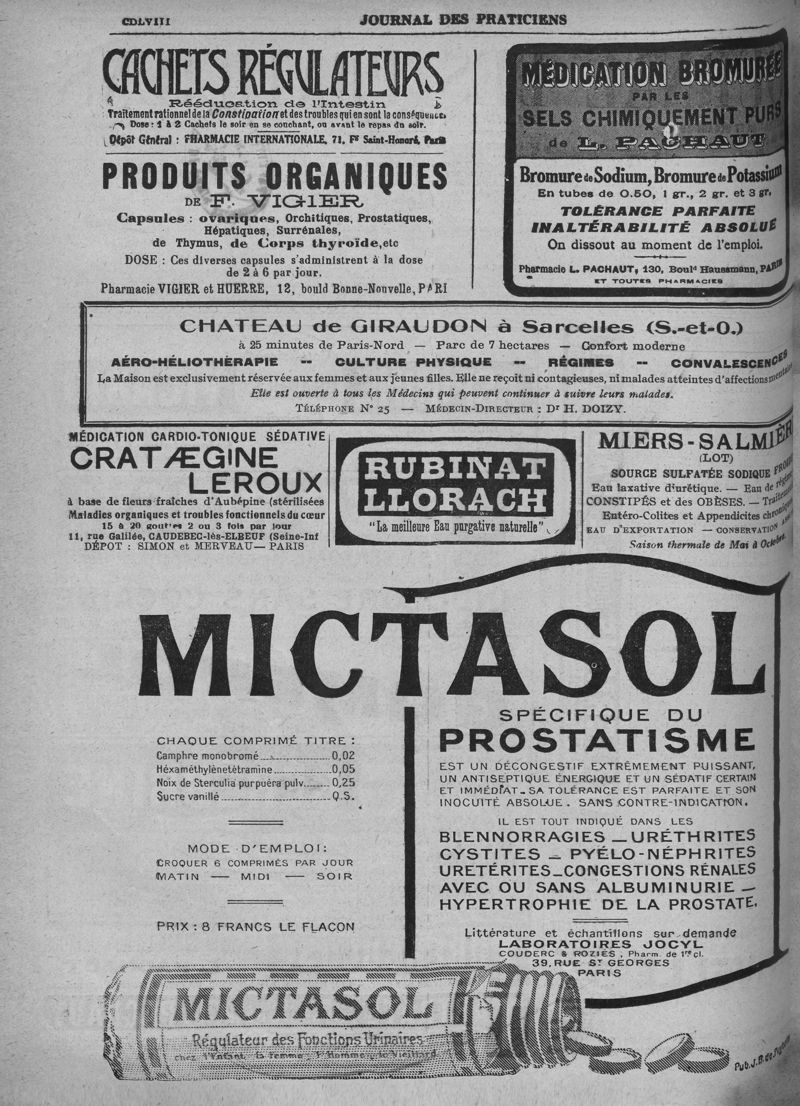 CDLVIII
JOURNAL DES PRATICIENS
CACHETS RÉGULATEURS
Rééducation de l'Intestin
Traitement rationnel de la Constipation et des troubles qui en sont la conséquence
Dose : 1 à 2 Cachets le soir en se couchant, ou avant le repas du soir.
Dépôt Général : PHARMACIE INTERNATIONALE, 71, Fg Saint-Honoré, Paris
PRODUITS ORGANIQUES
DE F. VIGIER
Capsules : ovariques, Orchitiques, Prostatiques,
Hépatiques, Surrénales,
de Thymus, de Corps thyroïde, etc
DOSE : Ces diverses capsules s'administrent à la dose
de 2 à 6 par jour.
Pharmacie VIGIER et HUERRE, 12, bould Bonne-Nouvelle, PARI
MÉDICATION BROMURÉE
PAR LES
SELS CHIMIQUEMENT PURS
de L. PACHAUT
Bromure de Sodium, Bromure de Potassium
En tubes de 0.50, 1 gr., 2 gr. et 3 gr.
TOLÉRANCE PARFAITE
INALTÉRABILITÉ ABSOLUE
On dissout au moment de l'emploi.
Pharmacie L. PACHAUT, 130, Bould Haussmann, PARIS
ET TOUTES PHARMACIES
CHATEAU de GIRAUDON à Sarcelles (S.-et-O.)
à 25 minutes de Paris-Nord — Parc de 7 hectares — Confort moderne
AÉRO-HÉLIOTHÉRAPIE -- CULTURE PHYSIQUE -- RÉGIMES -- CONVALESCENCES
La Maison est exclusivement réservée aux femmes et aux jeunes filles. Elle ne reçoit ni contagieuses, ni malades atteintes d'affections mentales
Elle est ouverte à tous les Médecins qui peuvent continuer à suivre leurs malades.
TÉLÉPHONE N° 25 — MÉDECIN-DIRECTEUR : Dr H. DOIZY.
MÉDICATION CARDIO-TONIQUE SÉDATIVE
CRATÆGINE
LEROUX
à base de fleurs fraîches d'Aubépine (stérilisées
Maladies organiques et troubles fonctionnels du cœur
15 à 20 gouttes 2 ou 3 fois par jour
11, rue Galilée, CAUDEBEC-lès-ELBEUF (Seine-Inf
DÉPOT : SIMON et MERVEAU — PARIS
RUBINAT
LLORACH
"La meilleure Eau purgative naturelle"
MIERS-SALMIÈR
(LOT)
SOURCE SULFATÉE SODIQUE FROIDE
Eau laxative diurétique. — Eau de régime
CONSTIPÉS et des OBÈSES. —
Entéro-Colites et Appendicites chroniques
EAU D'EXPORTATION — CONSERVATION
Saison thermale de Mai à Octobre
MICTASOL
CHAQUE COMPRIMÉ TITRE :
Camphre monobromé ........ 0,02
Héxaméthylènetétramine ........ 0,05
Noix de Sterculia purpuéra pulv. ........ 0,25
Sucre vanillé ........ Q.S.
MODE D'EMPLOI :
CROQUER 6 COMPRIMÉS PAR JOUR
MATIN — MIDI — SOIR
PRIX : 8 FRANCS LE FLACON
SPÉCIFIQUE DU
PROSTATISME
EST UN DÉCONGESTIF EXTRÊMEMENT PUISSANT,
UN ANTISEPTIQUE ÉNERGIQUE ET UN SÉDATIF CERTAIN
ET IMMÉDIAT _ SA TOLÉRANCE EST PARFAITE ET SON
INOCUITÉ ABSOLUE. SANS CONTRE-INDICATION.
IL EST TOUT INDIQUÉ DANS LES
BLENNORRAGIES _ URÉTHRITES
CYSTITES _ PYÉLO-NÉPHRITES
URETÉRITES _ CONGESTIONS RÉNALES
AVEC OU SANS ALBUMINURIE _
HYPERTROPHIE DE LA PROSTATE.
Littérature et échantillons sur demande
LABORATOIRES JOCYL
COUDERC & ROZIÈS, Pharm. de 1re cl.
39, RUE St GEORGES
PARIS
MICTASOL
Régulateur des Fonctions Urinaires
chez l'Enfant, la Femme, l'Homme, le Vieillard
Pub. J.B. de